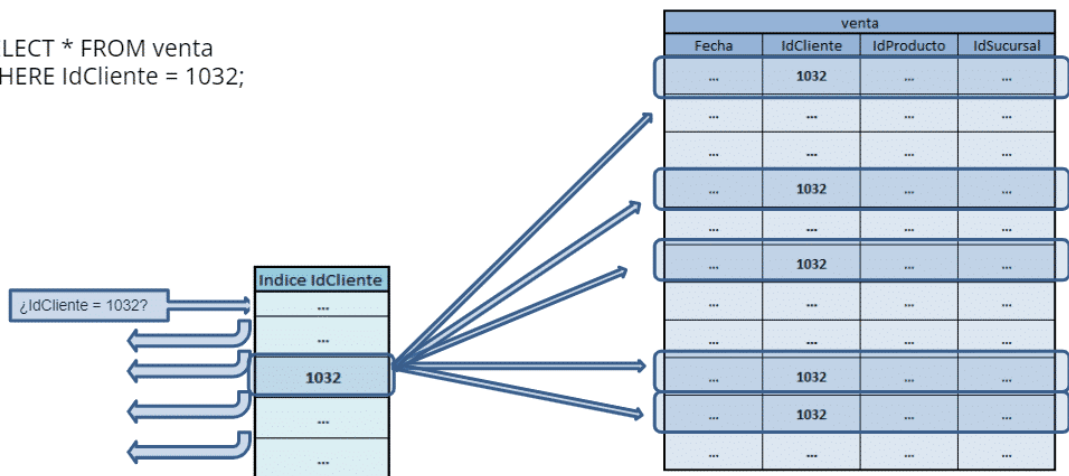 ELECT * FROM venta
HERE IdCliente = 1032;
venta
Fecha IdCliente IdProducto IdSucursal
... 1032 ... ...
... ... ... ...
... ... ... ...
... 1032 ... ...
... ... ... ...
... 1032 ... ...
... ... ... ...
... ... ... ...
... 1032 ... ...
... 1032 ... ...
... ... ... ...
¿IdCliente = 1032?
Indice IdCliente
...
...
1032
...
...